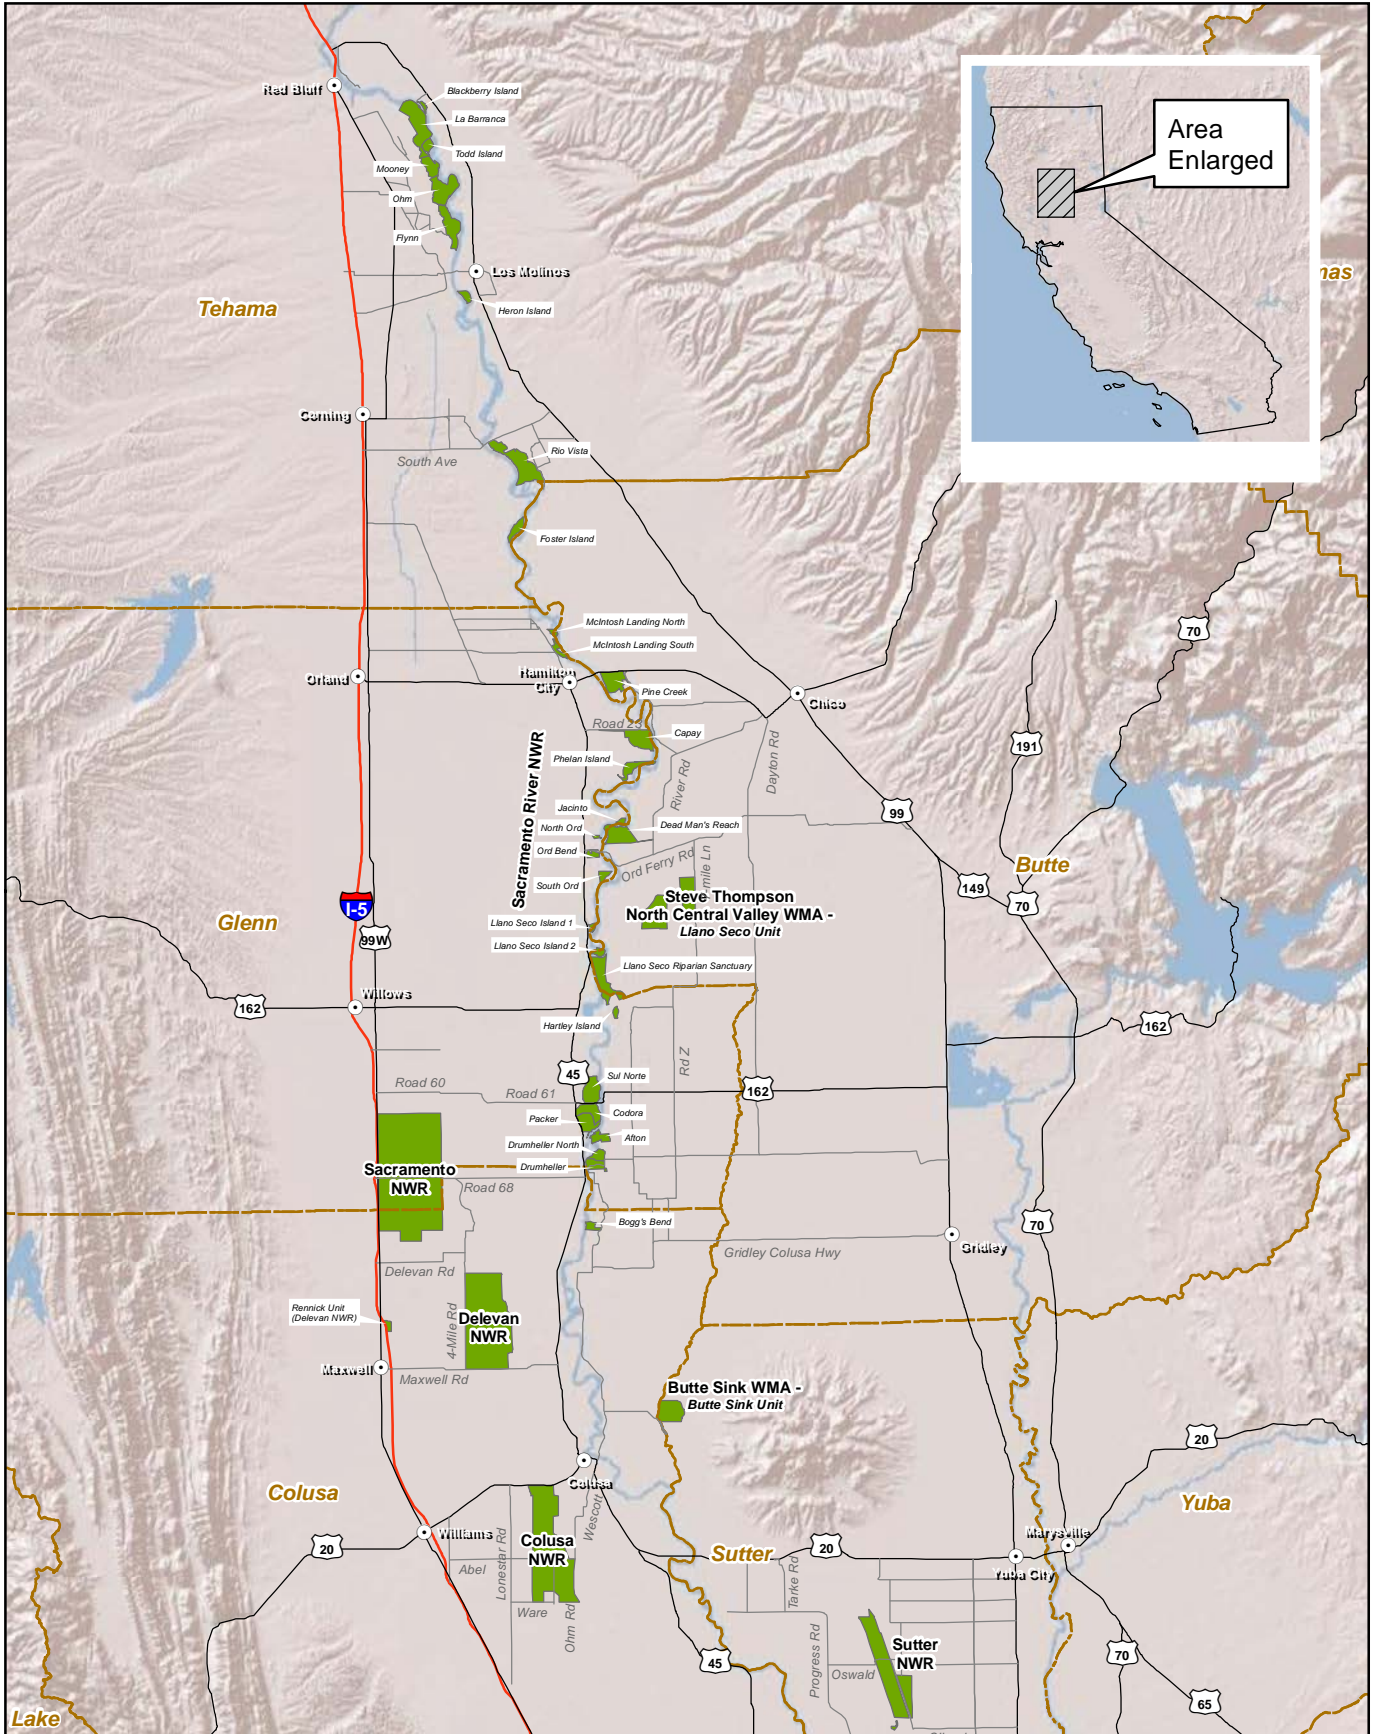 Red Bluff
Blackberry Island
La Barranca
Todd Island
Mooney
Ohm
Flynn
Los Molinos
Heron Island
Tehama
Area
Enlarged
Corning
South Ave
Rio Vista
Foster Island
McIntosh Landing North
McIntosh Landing South
Orland
Hamilton
City
Pine Creek
Chico
70
Road 23
Capay
Sacramento River NWR
Phelan Island
River Rd
Dayton Rd
191
Jacinto
North Ord
Dead Man's Reach
99
Ord Bend
Ord Ferry Rd
South Ord
Butte
149
70
I-5
99W
Glenn
Steve Thompson
North Central Valley WMA -
Llano Seco Unit
Llano Seco Island 1
Llano Seco Island 2
Llano Seco Riparian Sanctuary
162
Willows
Hartley Island
162
45
Sul Norte
Rd Z
162
Road 60
Road 61
Packer
Codora
Afton
Drumheller North
Drumheller
Sacramento
NWR
Road 68
Bogg's Bend
70
Gridley
Gridley Colusa Hwy
Delevan Rd
Rennick Unit
(Delevan NWR)
4-Mile Rd
Delevan
NWR
Maxwell
Maxwell Rd
Butte Sink WMA -
Butte Sink Unit
20
Colusa
Colusa
Yuba
Williams
20
Lonestar Rd
Abel
Colusa
NWR
Wescott
Ware
Ohm Rd
Sutter
20
Marysville
Yuba City
Tarke Rd
Progress Rd
Oswald
Sutter
NWR
45
70
65
Lake